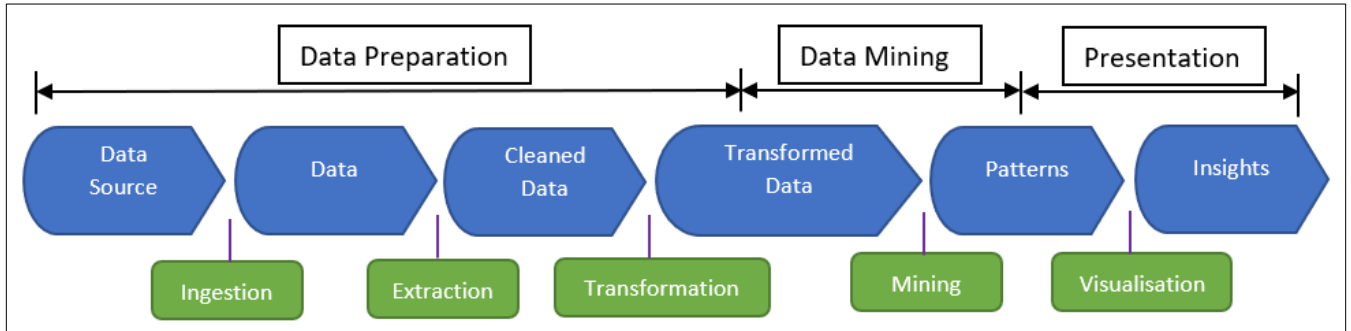 Data Preparation
Data Mining
Presentation
Data
Source
Data
Cleaned
Data
Transformed
Data
Patterns
Insights
Ingestion
Extraction
Transformation
Mining
Visualisation